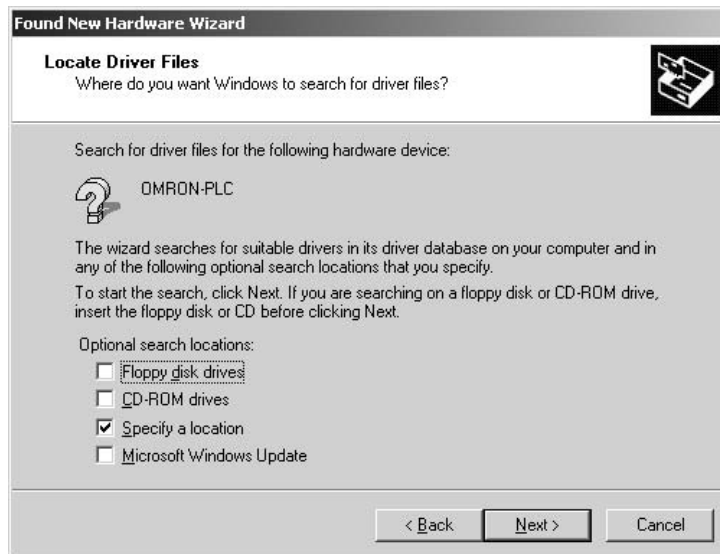 Found New Hardware Wizard
Locate Driver Files
Where do you want Windows to search for driver files?
Search for driver files for the following hardware device:
OMRON-PLC
The wizard searches for suitable drivers in its driver database on your computer and in
any of the following optional search locations that you specify.
To start the search, click Next. If you are searching on a floppy disk or CD-ROM drive,
insert the floppy disk or CD before clicking Next.
Optional search locations:
Floppy disk drives
CD-ROM drives
Specify a location
Microsoft Windows Update
< Back Next > Cancel